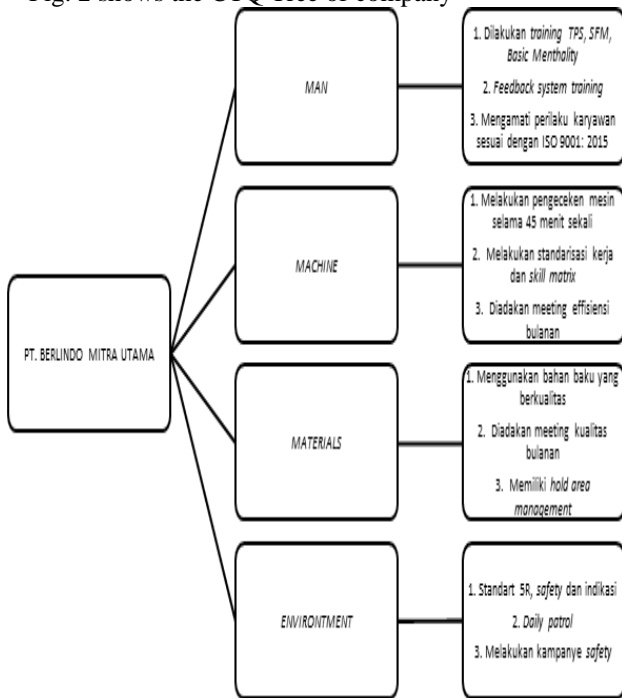 Fig. 2 shows the CTQ Tree of company
MAN
1. Dilakukan training TPS, SFM,
Basic Menthality
2. Feedback system training
3. Mengamati perilaku karyawan
sesuai dengan ISO 9001: 2015
MACHINE
1. Melakukan pengeceken mesin
selama 45 menit sekali
2. Melakukan standarisasi kerja
dan skill matrix
3. Diadakan meeting effisiensi
bulanan
PT. BERLINDO MITRA UTAMA
MATERIALS
1. Menggunakan bahan baku yang
berkualitas
2. Diadakan meeting kualitas
bulanan
3. Memiliki hold area
management
ENVIRONTMENT
1. Standart 5R, safety dan indikasi
2. Daily patrol
3. Melakukan kampanye safety